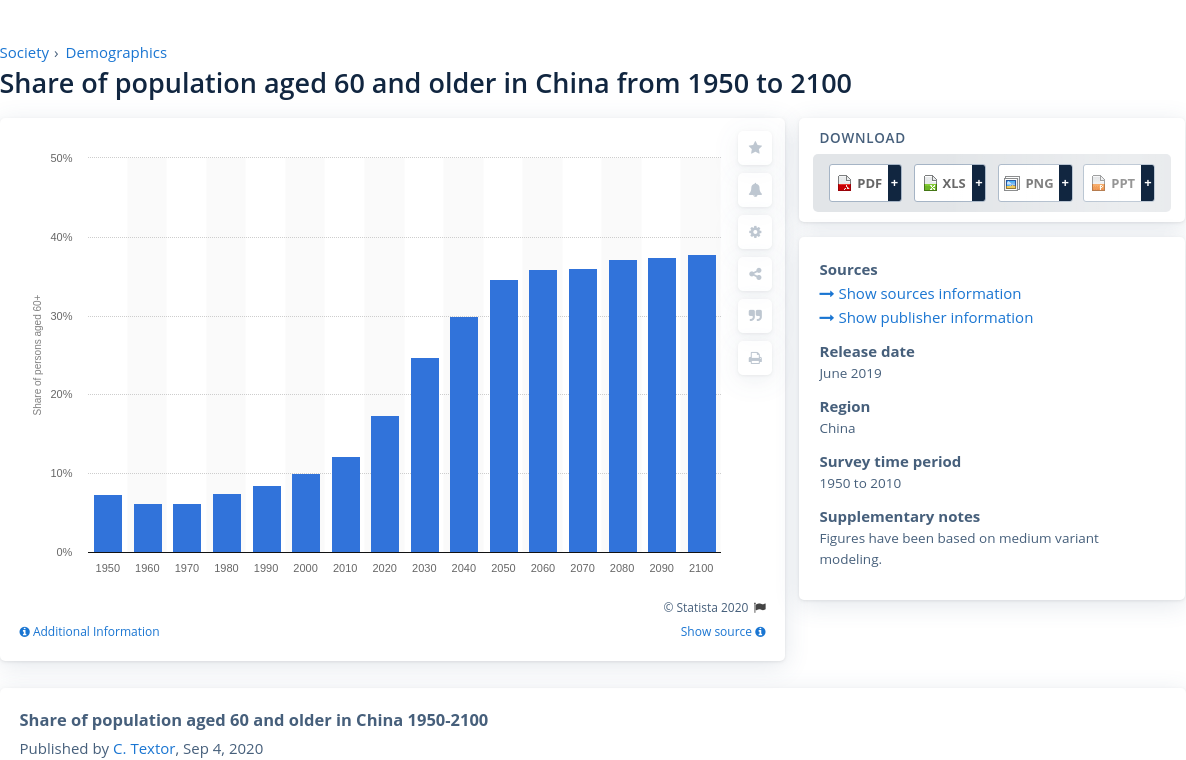 Society › Demographics
Share of population aged 60 and older in China from 1950 to 2100
50%
40%
30%
20%
10%
0%
Share of persons aged 60+
1950 1960 1970 1980 1990 2000 2010 2020 2030 2040 2050 2060 2070 2080 2090 2100
© Statista 2020
Additional Information
Show source
DOWNLOAD
PDF + XLS + PNG + PPT +
Sources
Show sources information
Show publisher information
Release date
June 2019
Region
China
Survey time period
1950 to 2010
Supplementary notes
Figures have been based on medium variant
modeling.
Share of population aged 60 and older in China 1950-2100
Published by C. Textor, Sep 4, 2020